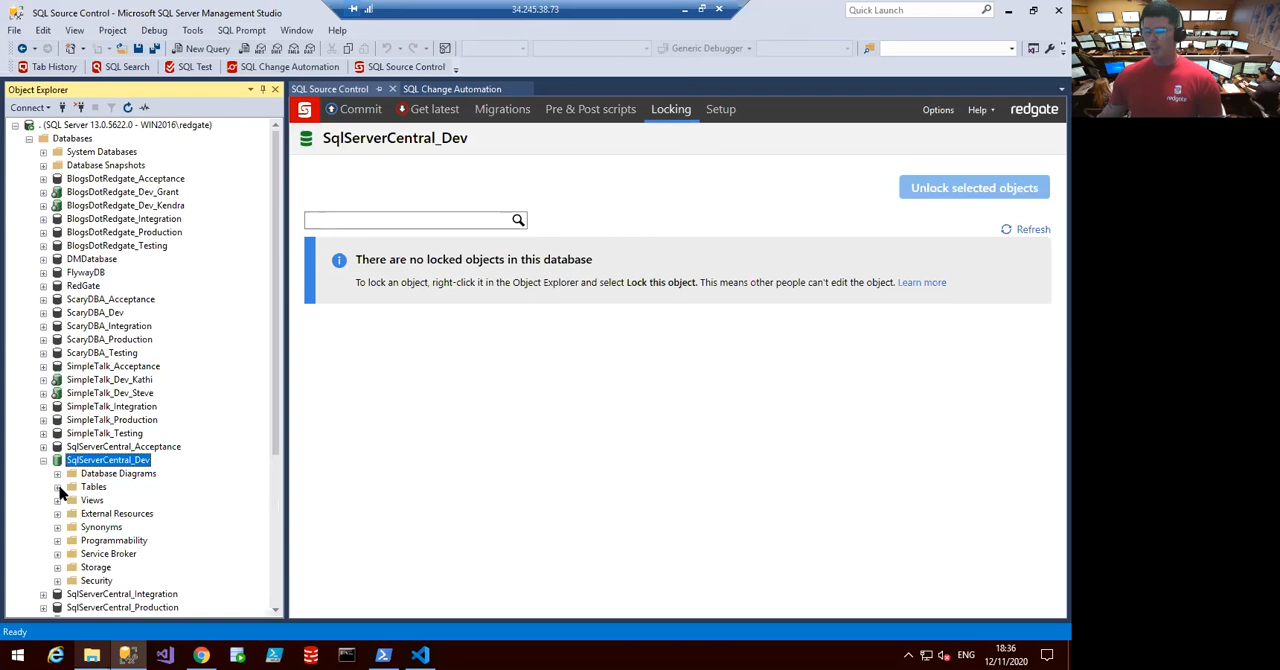 SQL Source Control - Microsoft SQL Server Management Studio
34.245.38.73
Quick Launch
File Edit View Project Debug Tools SQL Prompt Window Help
New Query
Generic Debugger
Tab History SQL Search SQL Test SQL Change Automation SQL Source Control
Object Explorer
SQL Source Control SQL Change Automation
Connect
Commit Get latest Migrations Pre & Post scripts Locking Setup Options Help redgate
. (SQL Server 13.0.5622.0 - WIN2016\redgate)
SqlServerCentral_Dev
Unlock selected objects
Refresh
There are no locked objects in this database
To lock an object, right-click it in the Object Explorer and select Lock this object. This means other people can't edit the object. Learn more
Databases
System Databases
Database Snapshots
BlogsDotRedgate_Acceptance
BlogsDotRedgate_Dev_Grant
BlogsDotRedgate_Dev_Kendra
BlogsDotRedgate_Integration
BlogsDotRedgate_Production
BlogsDotRedgate_Testing
DMDatabase
FlywayDB
RedGate
ScaryDBA_Acceptance
ScaryDBA_Dev
ScaryDBA_Integration
ScaryDBA_Production
ScaryDBA_Testing
SimpleTalk_Acceptance
SimpleTalk_Dev_Kathi
SimpleTalk_Dev_Steve
SimpleTalk_Integration
SimpleTalk_Production
SimpleTalk_Testing
SqlServerCentral_Acceptance
SqlServerCentral_Dev
Database Diagrams
Tables
Views
External Resources
Synonyms
Programmability
Service Broker
Storage
Security
SqlServerCentral_Integration
SqlServerCentral_Production
Ready
ENG
18:36
12/11/2020
redgate